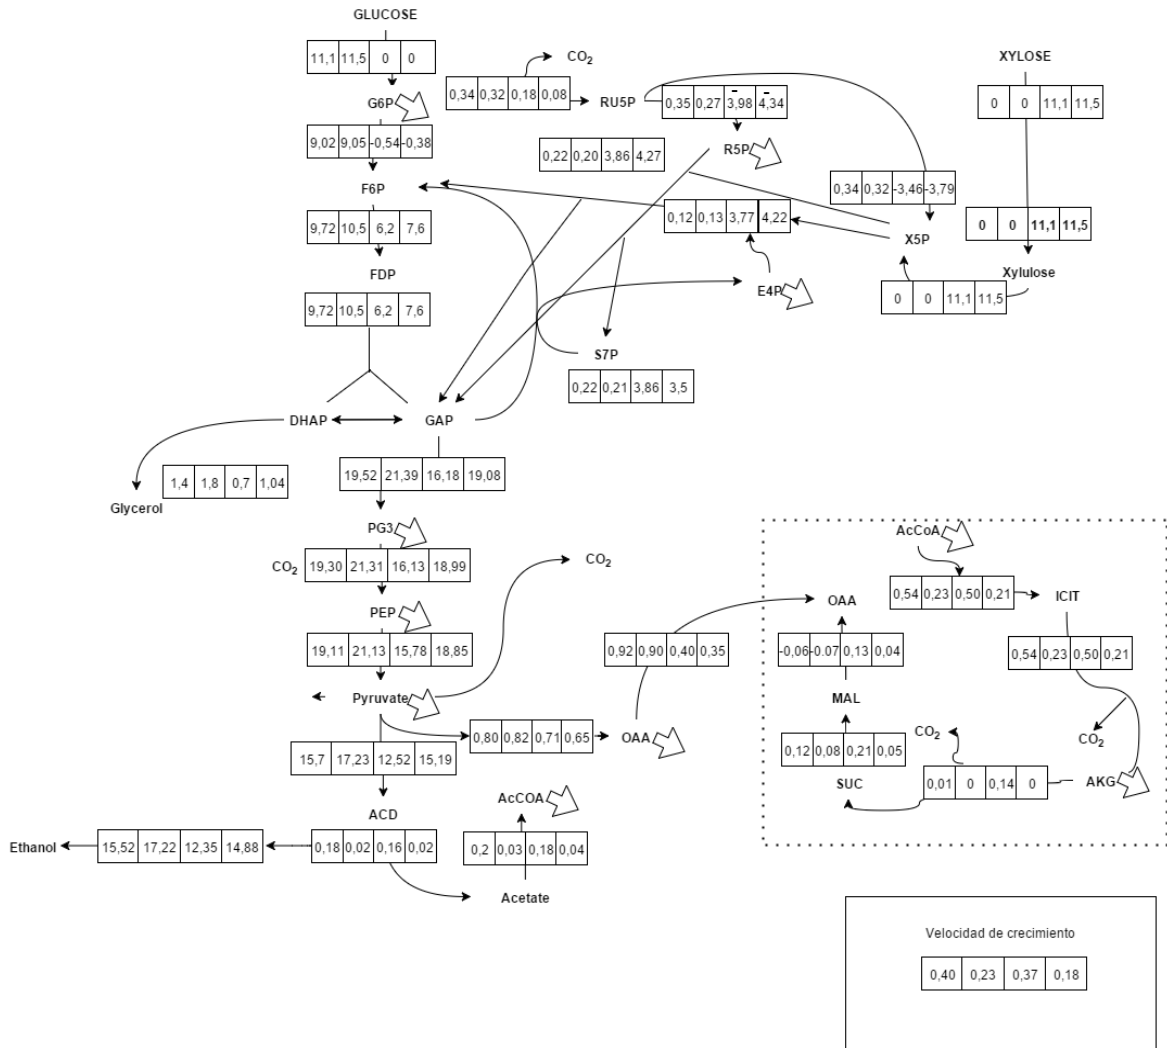 GLUCOSE
11,1 11,5 0 0
CO2
XYLOSE
0,34 0,32 0,18 0,08
RU5P
0,35 0,27 -3,98 -4,34
0 0 11,1 11,5
G6P
9,02 9,05 -0,54 -0,38
0,22 0,20 3,86 4,27
R5P
F6P
0,34 0,32 -3,46 -3,79
0,12 0,13 3,77 4,22
0 0 11,1 11,5
9,72 10,5 6,2 7,6
X5P
FDP
Xylulose
E4P
0 0 11,1 11,5
9,72 10,5 6,2 7,6
S7P
0,22 0,21 3,86 3,5
DHAP
GAP
19,52 21,39 16,18 19,08
1,4 1,8 0,7 1,04
Glycerol
PG3
AcCoA
CO2
19,30 21,31 16,13 18,99
CO2
0,54 0,23 0,50 0,21
ICIT
OAA
PEP
19,11 21,13 15,78 18,85
0,92 0,90 0,40 0,35
-0,06 -0,07 0,13 0,04
0,54 0,23 0,50 0,21
Pyruvate
MAL
0,80 0,82 0,71 0,65
OAA
CO2
CO2
15,7 17,23 12,52 15,19
0,12 0,08 0,21 0,05
SUC
0,01 0 0,14 0
AKG
AcCOA
ACD
Ethanol
15,52 17,22 12,35 14,88
0,18 0,02 0,16 0,02
0,2 0,03 0,18 0,04
Acetate
Velocidad de crecimiento
0,40 0,23 0,37 0,18